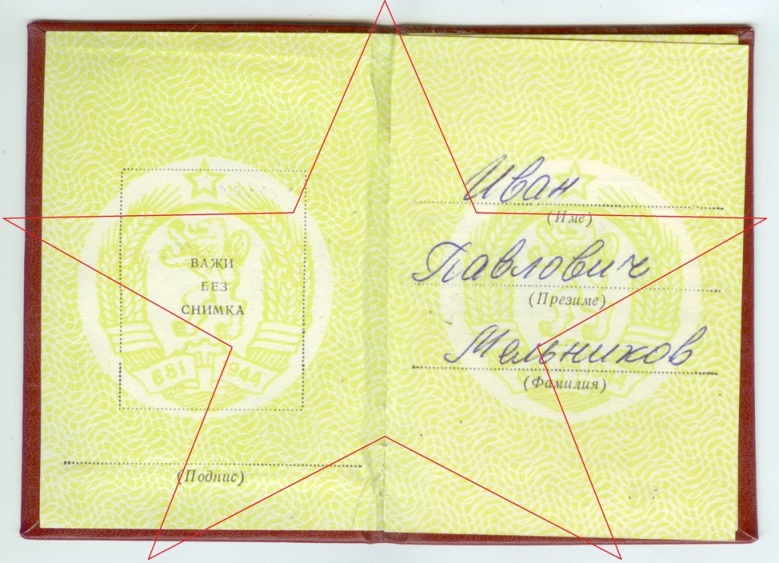 ВАЖИ
БЕЗ
СНИМКА
681 1944
(Подпис)
Иван
(Име)
Павлович
(Презиме)
Мельников
(Фамилия)